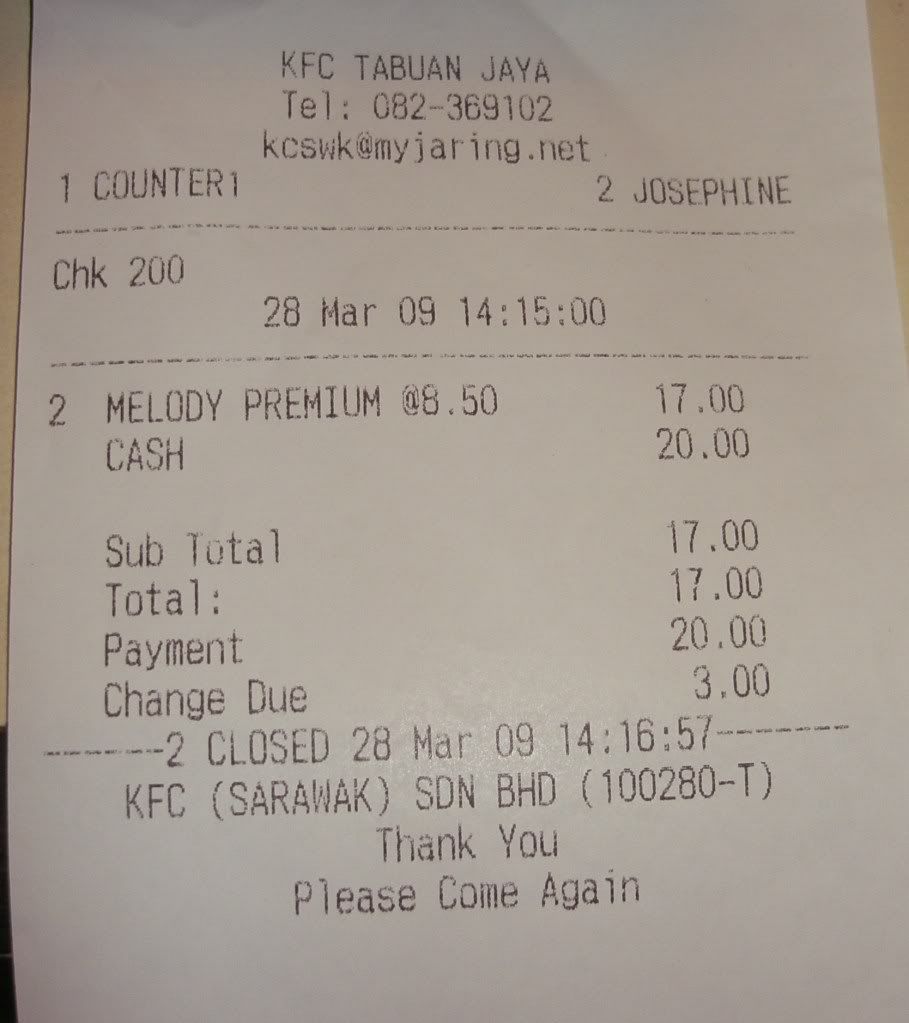 KFC TABUAN JAYA
Tel: 082-369102
kcswk@myjaring.net
1 COUNTER1 2 JOSEPHINE
Chk 200
28 Mar 09 14:15:00
2 MELODY PREMIUM @8.50 17.00
CASH 20.00
Sub Total 17.00
Total: 17.00
Payment 20.00
Change Due 3.00
-------2 CLOSED 28 Mar 09 14:16:57-------
KFC (SARAWAK) SDN BHD (100280-T)
Thank You
Please Come Again